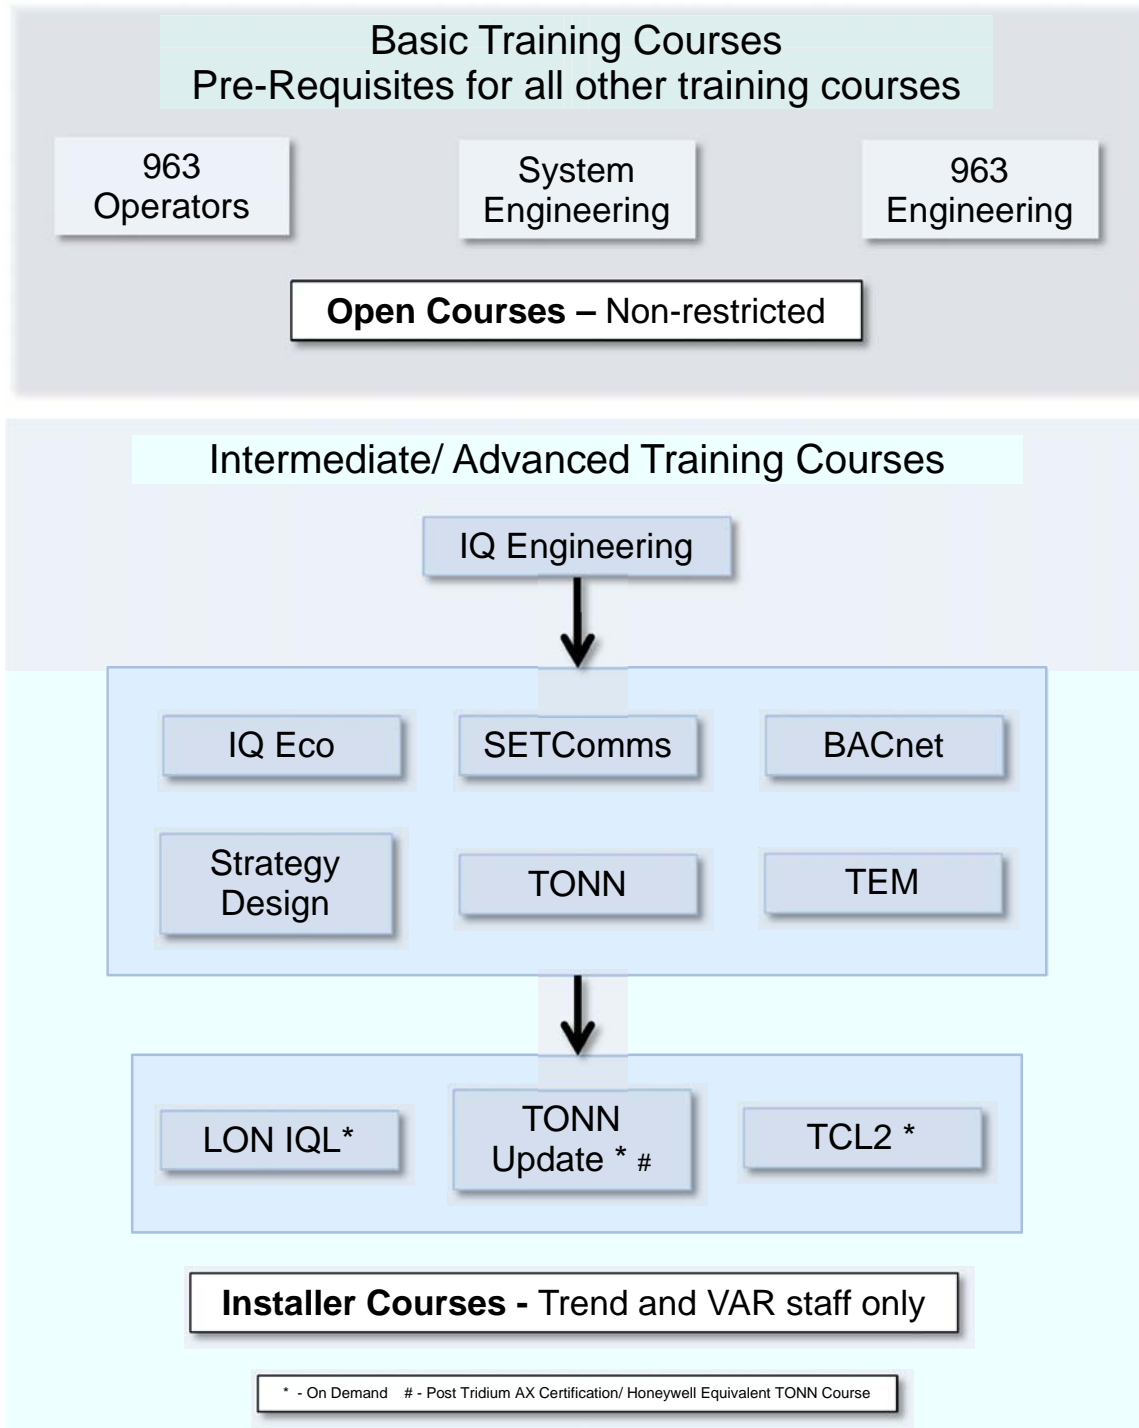 Basic Training Courses
Pre-Requisites for all other training courses
963
Operators
System
Engineering
963
Engineering
Open Courses – Non-restricted
Intermediate/ Advanced Training Courses
IQ Engineering
IQ Eco
SETComms
BACnet
Strategy
Design
TONN
TEM
LON IQL*
TONN
Update * #
TCL2 *
Installer Courses - Trend and VAR staff only
* - On Demand # - Post Tridium AX Certification/ Honeywell Equivalent TONN Course